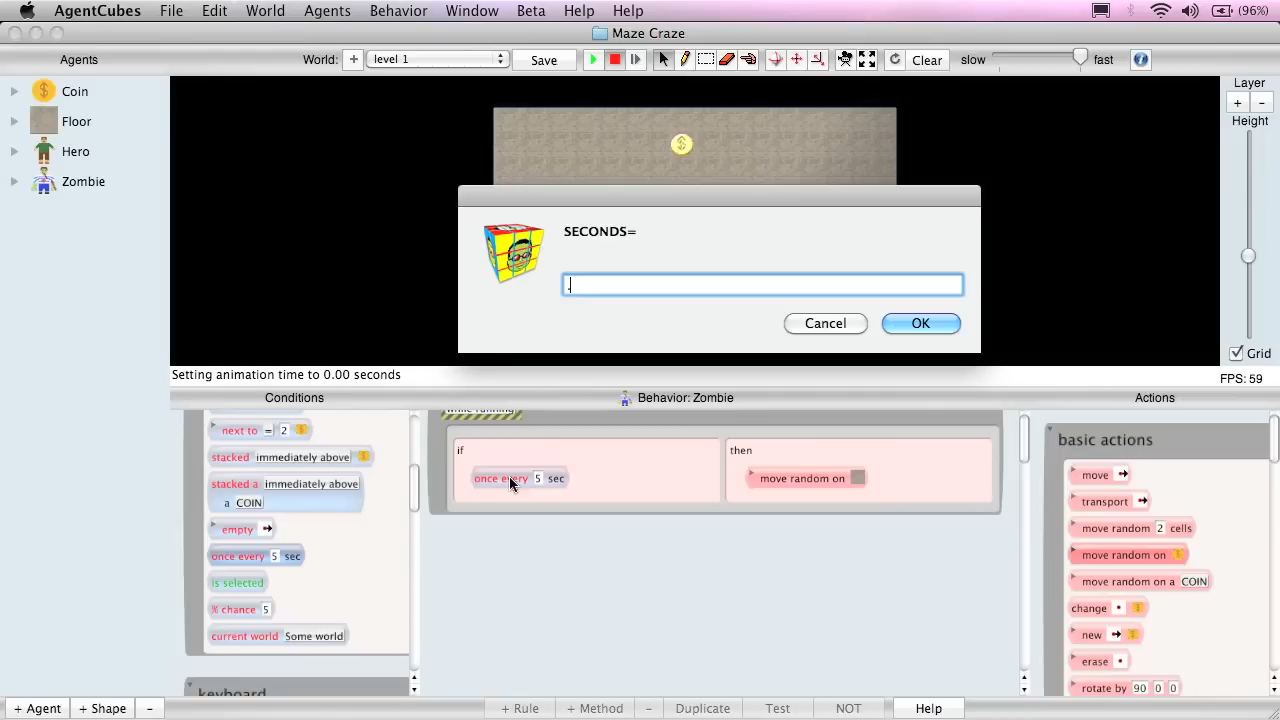 AgentCubes File Edit World Agents Behavior Window Beta Help Help (96%)
Maze Craze
Agents World: + level 1 Save Clear slow fast
Coin
Floor
Hero
Zombie
Layer
+ -
Height
Grid
SECONDS=
.
Cancel OK
Setting animation time to 0.00 seconds
FPS: 59
Conditions Behavior: Zombie Actions
next to = 2
stacked immediately above
stacked a immediately above
a COIN
empty
once every 5 sec
is selected
% chance 5
current world Some world
keyboard
while running
if
once every 5 sec
then
move random on
basic actions
move
transport
move random 2 cells
move random on
move random on a COIN
change
new
erase
rotate by 90 0 0
+ Agent + Shape - + Rule + Method - Duplicate Test NOT Help